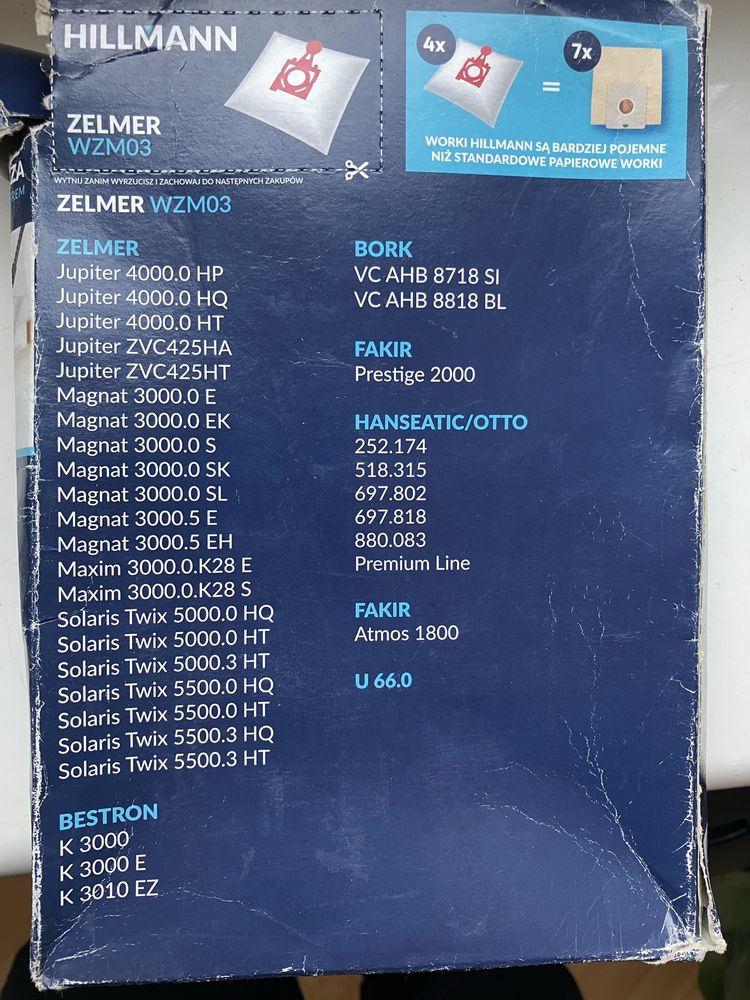 HILLMANN
ZELMER
WZM03
4x
=
7x
WORKI HILLMANN SĄ BARDZIEJ POJEMNE
NIŻ STANDARDOWE PAPIEROWE WORKI
WYTNIJ ZANIM WYRZUCISZ I ZACHOWAJ DO NASTĘPNYCH ZAKUPÓW
ZELMER WZM03
ZELMER
Jupiter 4000.0 HP
Jupiter 4000.0 HQ
Jupiter 4000.0 HT
Jupiter ZVC425HA
Jupiter ZVC425HT
Magnat 3000.0 E
Magnat 3000.0 EK
Magnat 3000.0 S
Magnat 3000.0 SK
Magnat 3000.0 SL
Magnat 3000.5 E
Magnat 3000.5 EH
Maxim 3000.0.K28 E
Maxim 3000.0.K28 S
Solaris Twix 5000.0 HQ
Solaris Twix 5000.0 HT
Solaris Twix 5000.3 HT
Solaris Twix 5500.0 HQ
Solaris Twix 5500.0 HT
Solaris Twix 5500.3 HQ
Solaris Twix 5500.3 HT
BESTRON
K 3000
K 3000 E
K 3010 EZ
BORK
VC AHB 8718 SI
VC AHB 8818 BL
FAKIR
Prestige 2000
HANSEATIC/OTTO
252.174
518.315
697.802
697.818
880.083
Premium Line
FAKIR
Atmos 1800
U 66.0